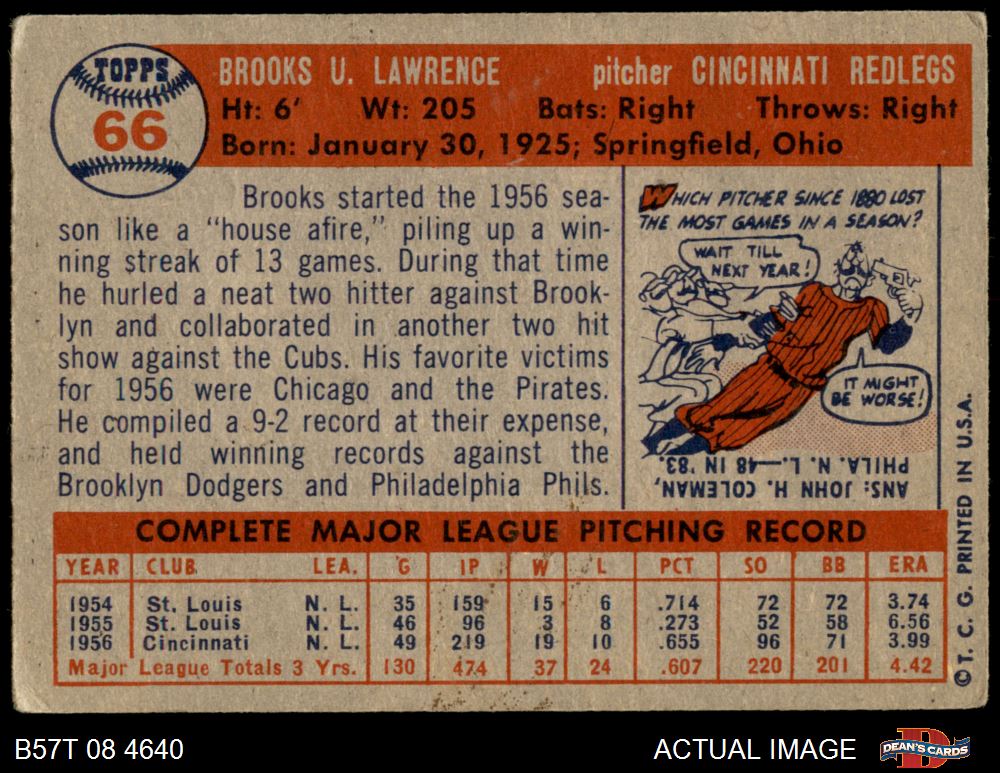 TOPPS
66
BROOKS U. LAWRENCE pitcher CINCINNATI REDLEGS
Ht: 6' Wt: 205 Bats: Right Throws: Right
Born: January 30, 1925; Springfield, Ohio
Brooks started the 1956 sea-
son like a "house afire," piling up a win-
ning streak of 13 games. During that time
he hurled a neat two hitter against Brook-
lyn and collaborated in another two hit
show against the Cubs. His favorite victims
for 1956 were Chicago and the Pirates.
He compiled a 9-2 record at their expense,
and held winning records against the
Brooklyn Dodgers and Philadelphia Phils.
WHICH PITCHER SINCE 1880 LOST
THE MOST GAMES IN A SEASON?
WAIT TILL
NEXT YEAR!
IT MIGHT
BE WORSE!
ANS: JOHN H. COLEMAN,
PHILA. N. L.—48 IN '83.
COMPLETE MAJOR LEAGUE PITCHING RECORD
YEAR CLUB LEA. G IP W L PCT SO BB ERA
1954 St. Louis N. L. 35 159 15 6 .714 72 72 3.74
1955 St. Louis N. L. 46 96 3 8 .273 52 58 6.56
1956 Cincinnati N. L. 49 219 19 10 .655 96 71 3.99
Major League Totals 3 Yrs. 130 474 37 24 .607 220 201 4.42
© T. C. G. PRINTED IN U.S.A.
B57T 08 4640 ACTUAL IMAGE
DEAN'S CARDS